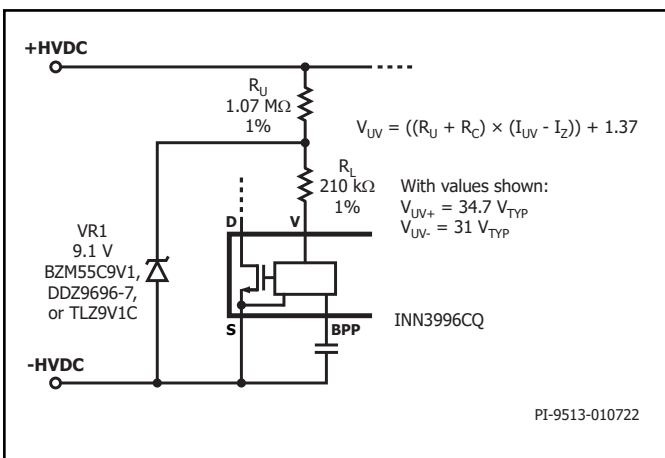 +HVDC
R_U
1.07 MΩ
1%
V_UV = ((R_U + R_C) × (I_UV - I_Z)) + 1.37
R_L
210 kΩ
1%
With values shown:
V_UV+ = 34.7 V_TYP
V_UV- = 31 V_TYP
D
V
VR1
9.1 V
BZM55C9V1,
DDZ9696-7,
or TLZ9V1C
S
BPP
INN3996CQ
-HVDC
PI-9513-010722